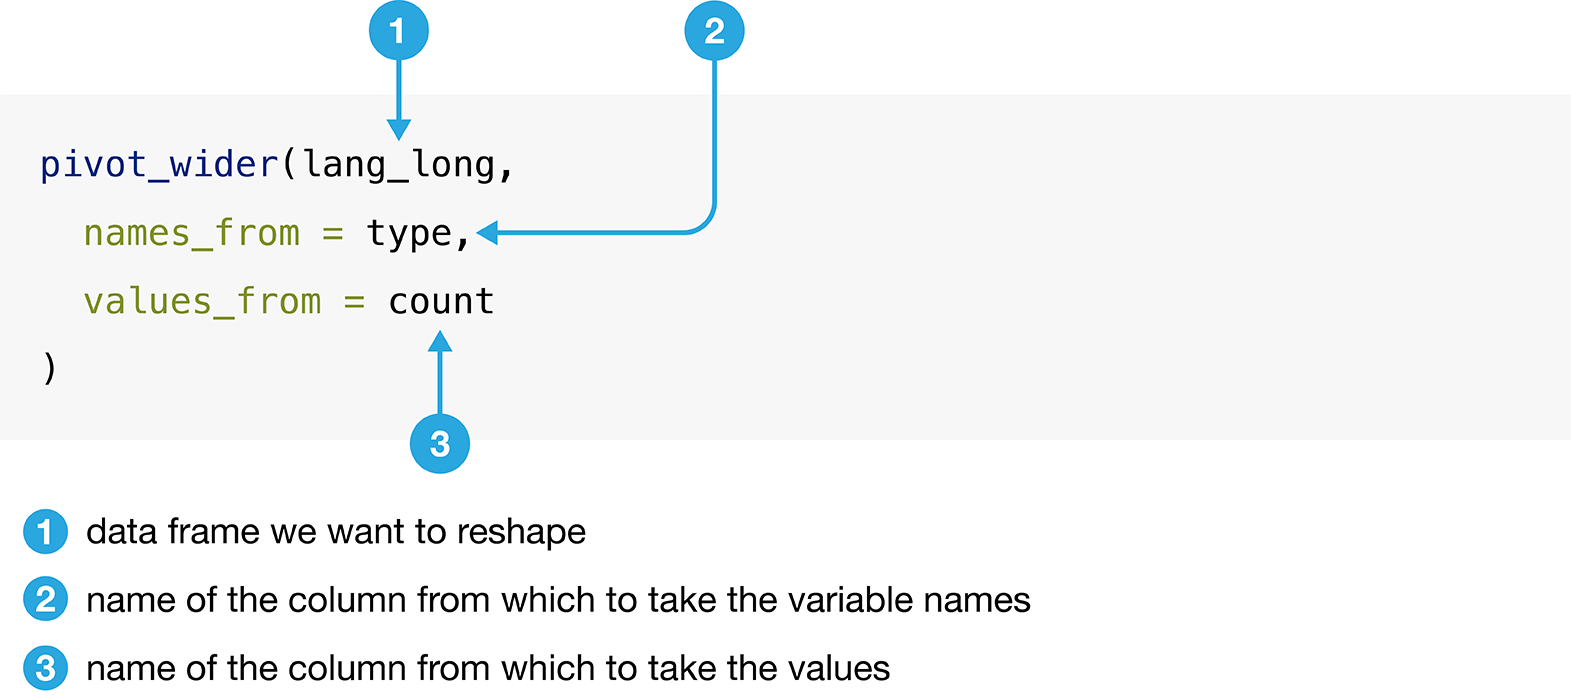 1 2
pivot_wider(lang_long,
names_from = type,
values_from = count
)
3
1 data frame we want to reshape
2 name of the column from which to take the variable names
3 name of the column from which to take the values